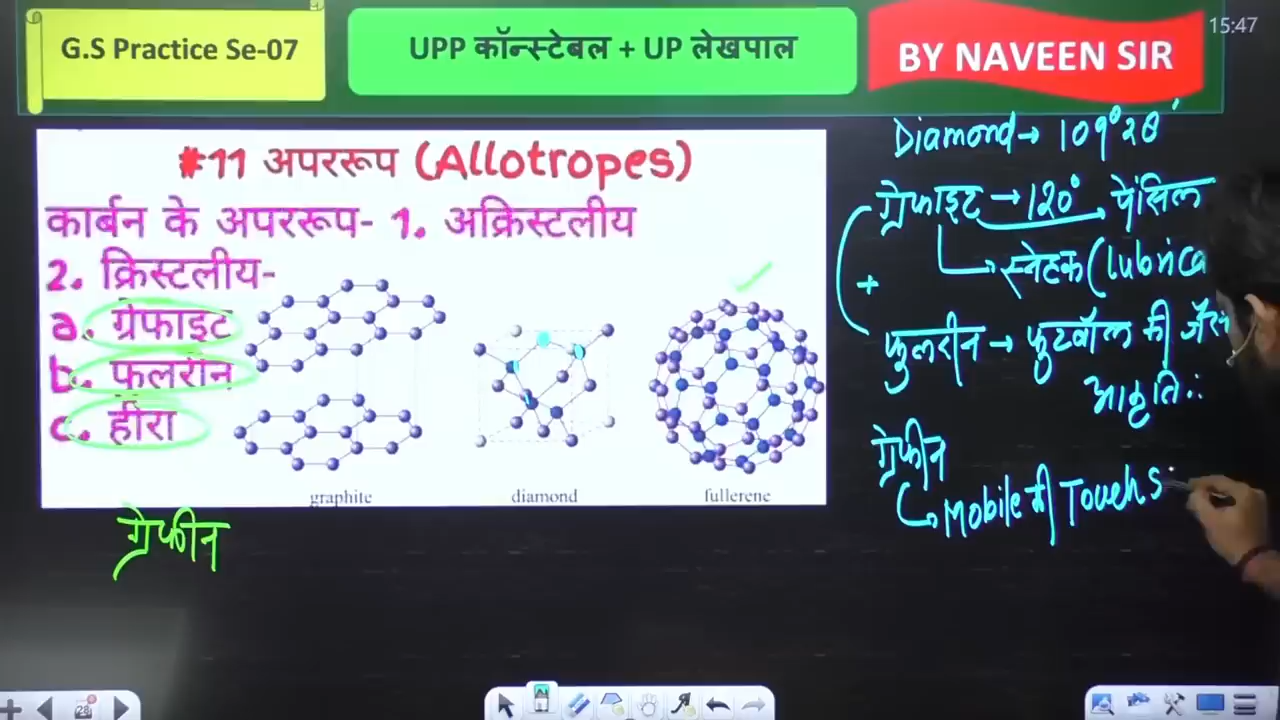 G.S Practice Se-07
UPP कॉन्स्टेबल + UP लेखपाल
BY NAVEEN SIR
15:47
#11 अपररूप (Allotropes)
कार्बन के अपररूप- 1. अक्रिस्टलीय
2. क्रिस्टलीय-
a. ग्रेफाइट
b. फुलरीन
c. हीरा
graphite
diamond
fullerene
ग्रेफीन
Diamond→ 109°28'
ग्रेफाइट →120° पेंसिल
स्नेहक (lubrica
+
फुलरीन → फुटबॉल की जैस
आकृति∴
ग्रेफीन
Mobile की Touch s
28